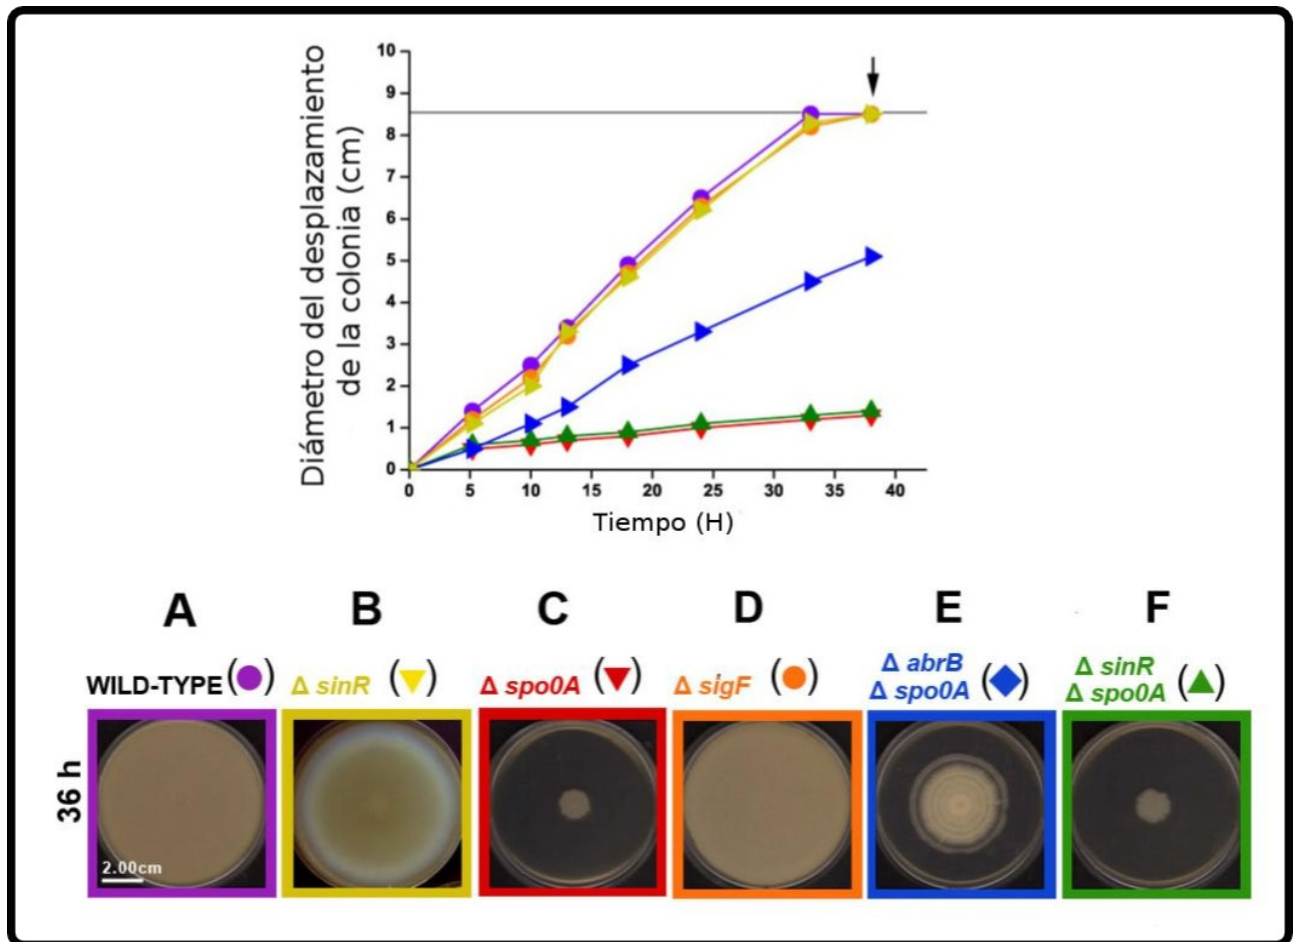 Diámetro del desplazamiento
de la colonia (cm)
10
9
8
7
6
5
4
3
2
1
0
0 5 10 15 20 25 30 35 40
Tiempo (H)
A B C D E F
WILD-TYPE ( ) Δ sinR ( ) Δ spo0A ( ) Δ sigF ( ) Δ abrB Δ spo0A ( ) Δ sinR Δ spo0A ( )
36 h
2.00cm